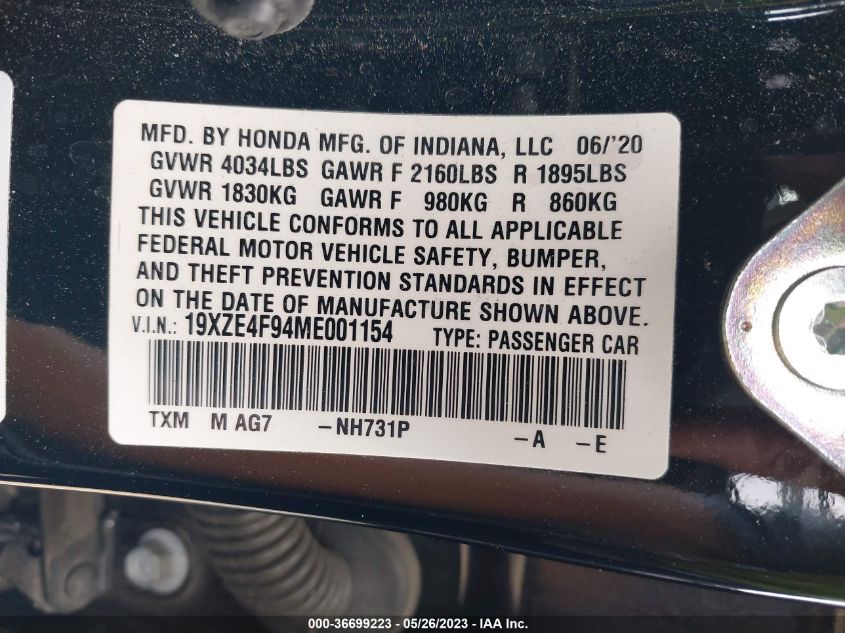 MFD. BY HONDA MFG. OF INDIANA, LLC 06/'20
GVWR 4034LBS GAWR F 2160LBS R 1895LBS
GVWR 1830KG GAWR F 980KG R 860KG
THIS VEHICLE CONFORMS TO ALL APPLICABLE
FEDERAL MOTOR VEHICLE SAFETY, BUMPER,
AND THEFT PREVENTION STANDARDS IN EFFECT
ON THE DATE OF MANUFACTURE SHOWN ABOVE.
V.I.N.: 19XZE4F94ME001154 TYPE: PASSENGER CAR
TXM M AG7 -NH731P -A -E
000-36699223 - 05/26/2023 - IAA Inc.